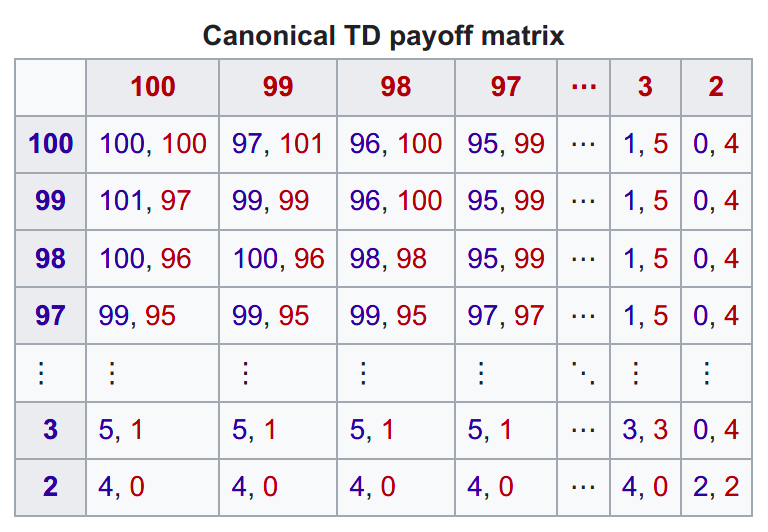 Canonical TD payoff matrix
100 99 98 97 ⋯ 3 2
100 100, 100 97, 101 96, 100 95, 99 ⋯ 1, 5 0, 4
99 101, 97 99, 99 96, 100 95, 99 ⋯ 1, 5 0, 4
98 100, 96 100, 96 98, 98 95, 99 ⋯ 1, 5 0, 4
97 99, 95 99, 95 99, 95 97, 97 ⋯ 1, 5 0, 4
⋮ ⋮ ⋮ ⋮ ⋮ ⋱ ⋮ ⋮
3 5, 1 5, 1 5, 1 5, 1 ⋯ 3, 3 0, 4
2 4, 0 4, 0 4, 0 4, 0 ⋯ 4, 0 2, 2